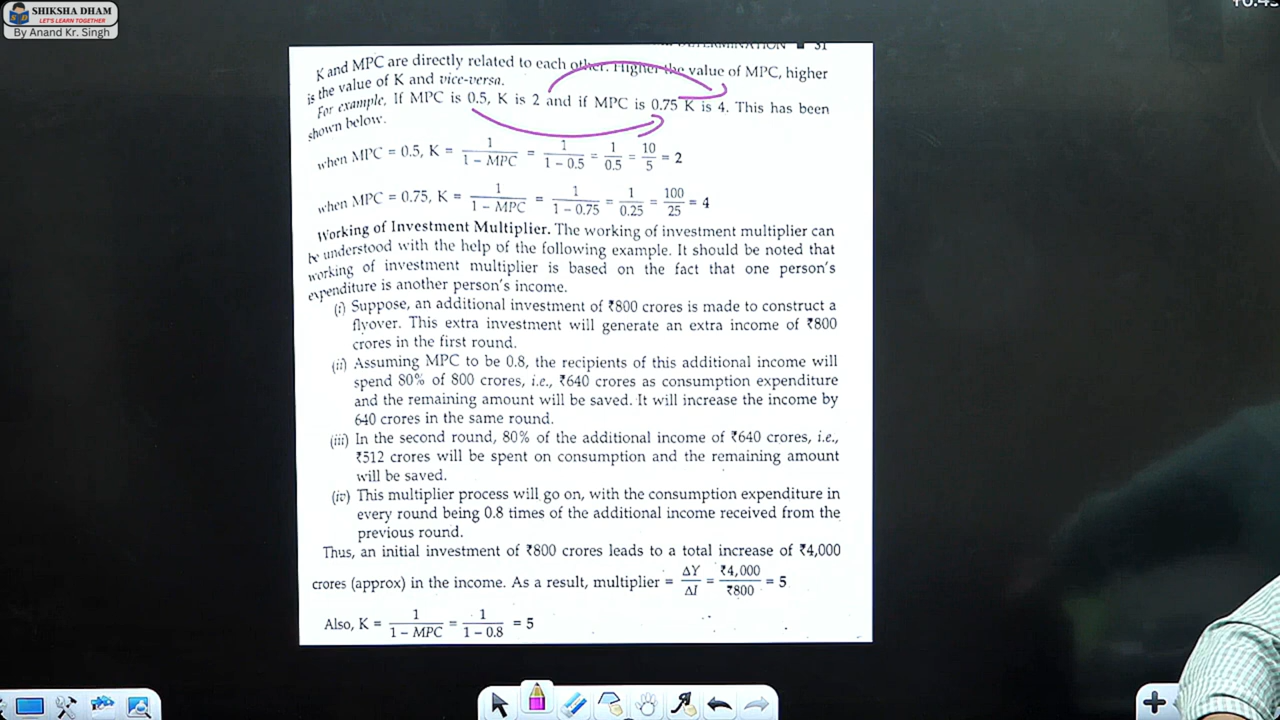 SHIKSHA DHAM
LET'S LEARN TOGETHER
By Anand Kr. Singh
31
K and MPC are directly related to each other. Higher the value of MPC, higher
is the value of K and vice-versa.
For example, If MPC is 0.5, K is 2 and if MPC is 0.75 K is 4. This has been
shown below.
when MPC = 0.5, K = 1/(1 – MPC) = 1/(1 – 0.5) = 1/0.5 = 10/5 = 2
when MPC = 0.75, K = 1/(1 – MPC) = 1/(1 – 0.75) = 1/0.25 = 100/25 = 4
Working of Investment Multiplier. The working of investment multiplier can
be understood with the help of the following example. It should be noted that
working of investment multiplier is based on the fact that one person's
expenditure is another person's income.
(i) Suppose, an additional investment of ₹800 crores is made to construct a
flyover. This extra investment will generate an extra income of ₹800
crores in the first round.
(ii) Assuming MPC to be 0.8, the recipients of this additional income will
spend 80% of 800 crores, i.e., ₹640 crores as consumption expenditure
and the remaining amount will be saved. It will increase the income by
640 crores in the same round.
(iii) In the second round, 80% of the additional income of ₹640 crores, i.e.,
₹512 crores will be spent on consumption and the remaining amount
will be saved.
(iv) This multiplier process will go on, with the consumption expenditure in
every round being 0.8 times of the additional income received from the
previous round.
Thus, an initial investment of ₹800 crores leads to a total increase of ₹4,000
crores (approx) in the income. As a result, multiplier = ΔY/ΔI = ₹4,000/₹800 = 5
Also, K = 1/(1 – MPC) = 1/(1 – 0.8) = 5